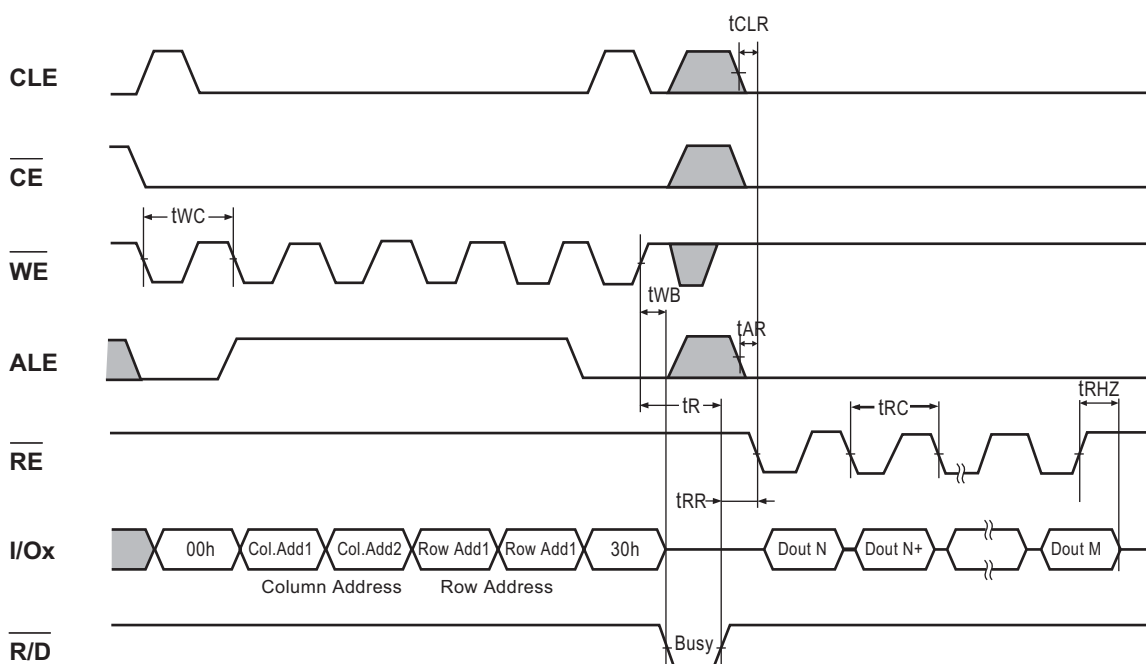 tCLR
CLE
CE
tWC
WE
tWB
tAR
ALE
tR
tRC
tRHZ
RE
tRR
I/Ox
00h
Col.Add1
Col.Add2
Row Add1
Row Add1
30h
Dout N
Dout N+
Dout M
Column Address
Row Address
Busy
R/D